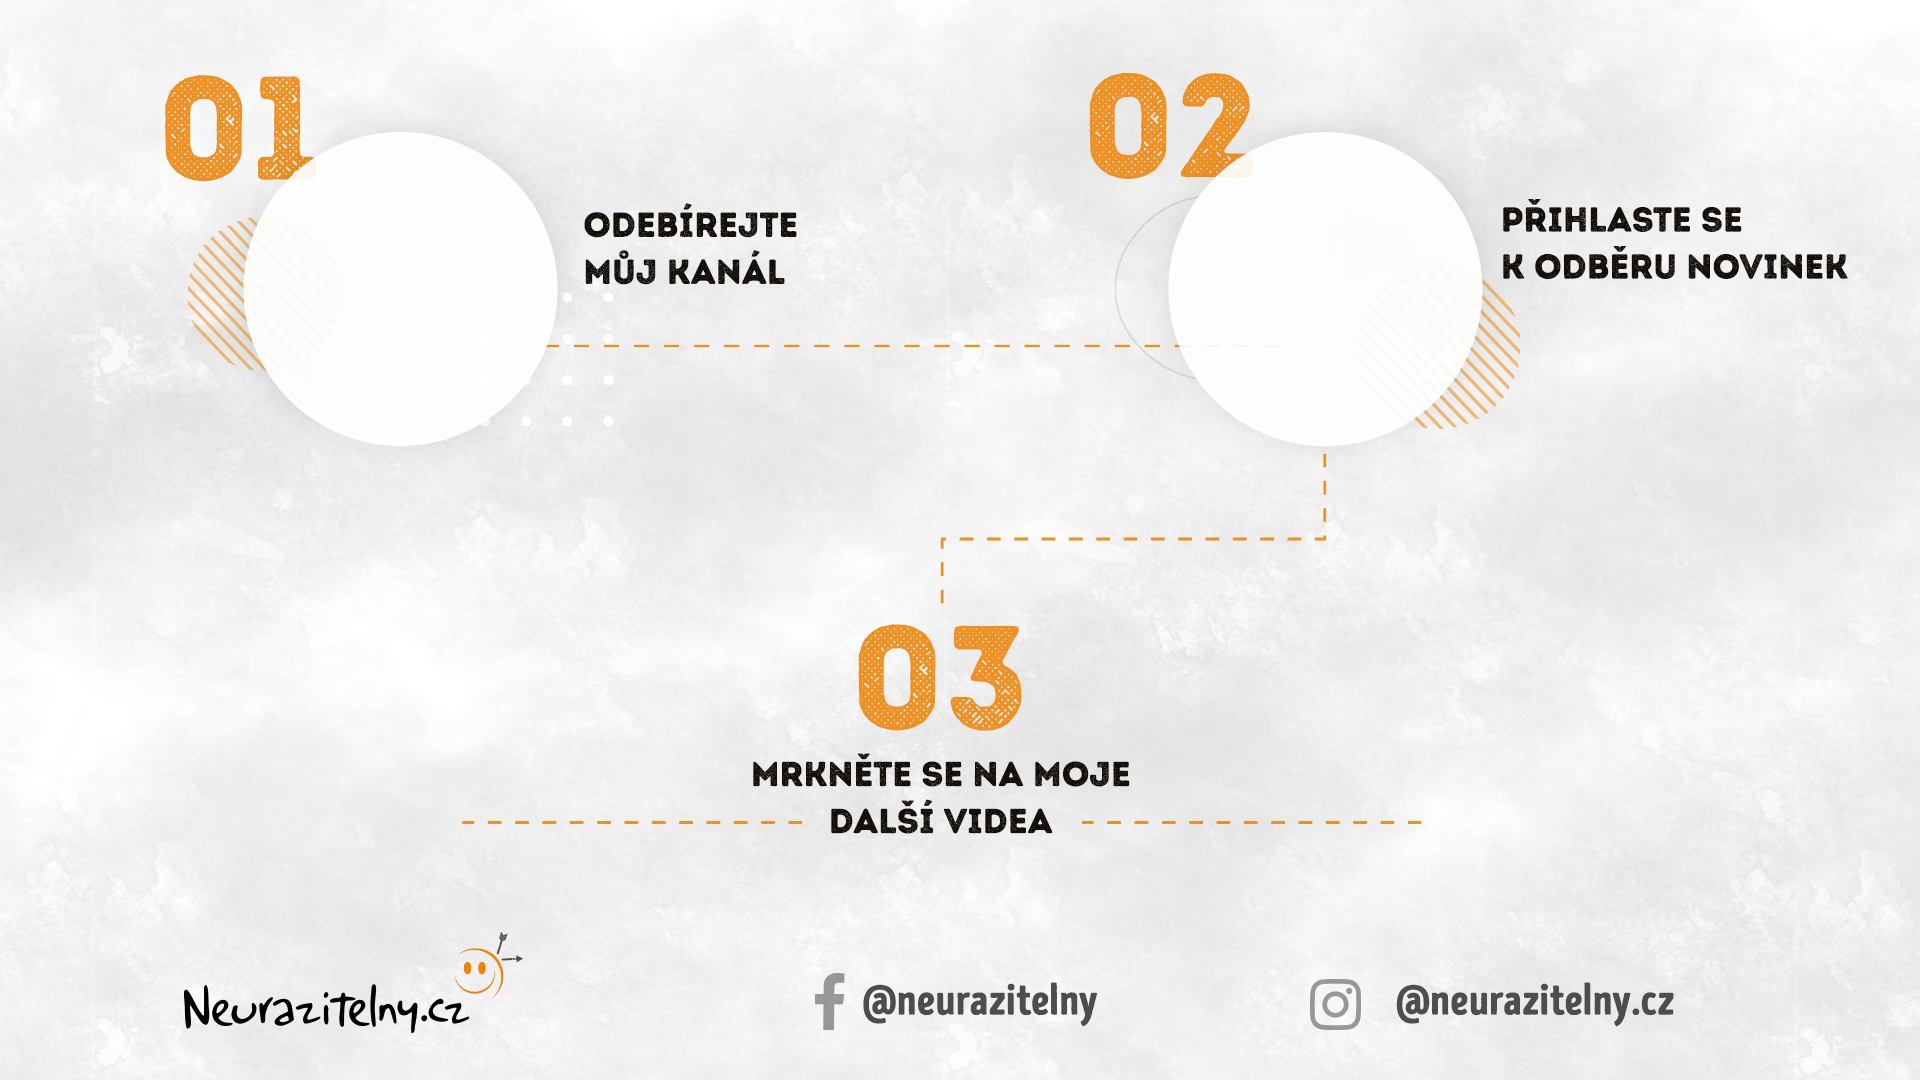 01
ODEBÍREJTE
MŮJ KANÁL
02
PŘIHLASTE SE
K ODBĚRU NOVINEK
03
MRKNĚTE SE NA MOJE
DALŠÍ VIDEA
Neurazitelny.cz
@neurazitelny
@neurazitelny.cz